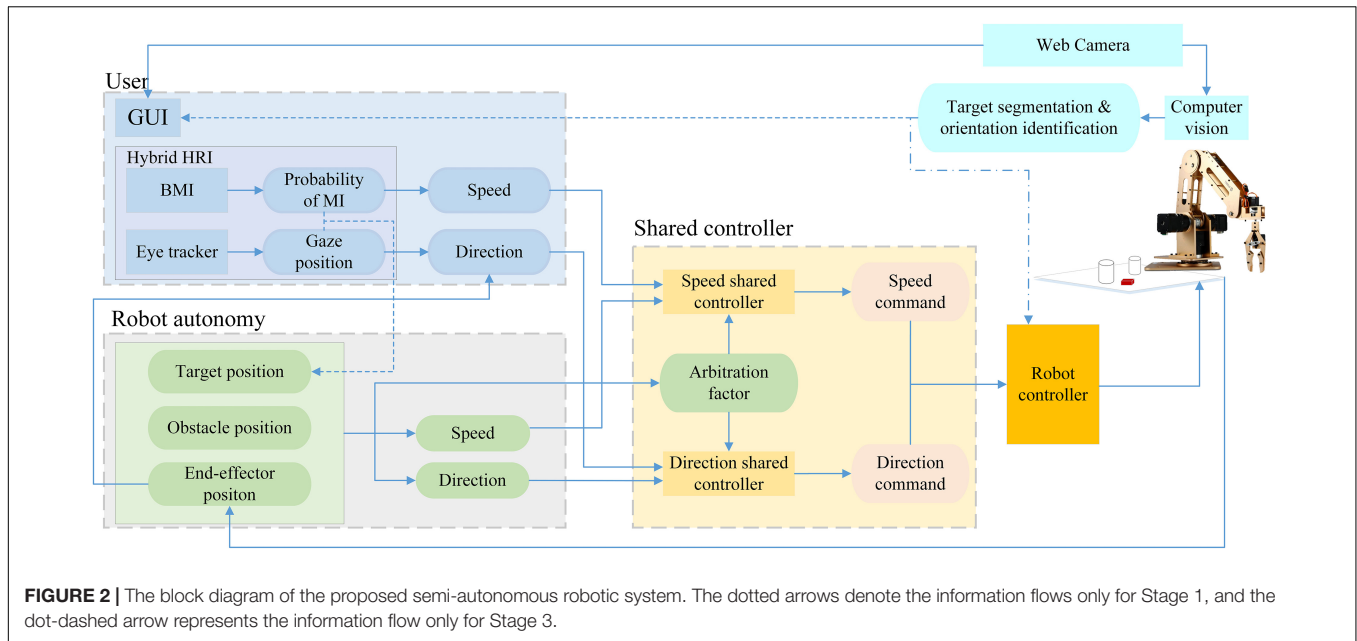 Web Camera
User
GUI
Target segmentation &
orientation identification
Computer
vision
Hybrid HRI
BMI
Probability
of MI
Speed
Eye tracker
Gaze
position
Direction
Shared controller
Speed shared
controller
Speed
command
Robot autonomy
Target position
Arbitration
factor
Robot
controller
Obstacle position
Speed
End-effector
positon
Direction
Direction shared
controller
Direction
command
FIGURE 2 | The block diagram of the proposed semi-autonomous robotic system. The dotted arrows denote the information flows only for Stage 1, and the
dot-dashed arrow represents the information flow only for Stage 3.